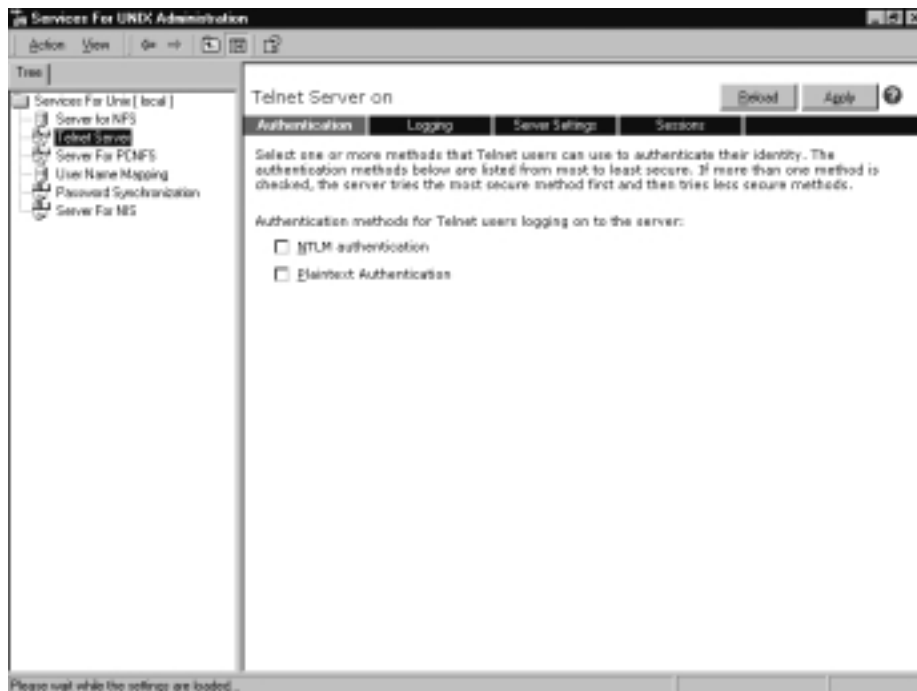 Services For UNIX Administration
Action View
Tree
Services For Unix [ local ]
Server for NFS
Telnet Server
Server For PCNFS
User Name Mapping
Password Synchronization
Server For NIS
Telnet Server on
Reload Apply
Authentication Logging Server Settings Sessions
Select one or more methods that Telnet users can use to authenticate their identity. The
authentication methods below are listed from most to least secure. If more than one method is
checked, the server tries the most secure method first and then tries less secure methods.
Authentication methods for Telnet users logging on to the server:
NTLM authentication
Plaintext Authentication
Please wait while the settings are loaded...